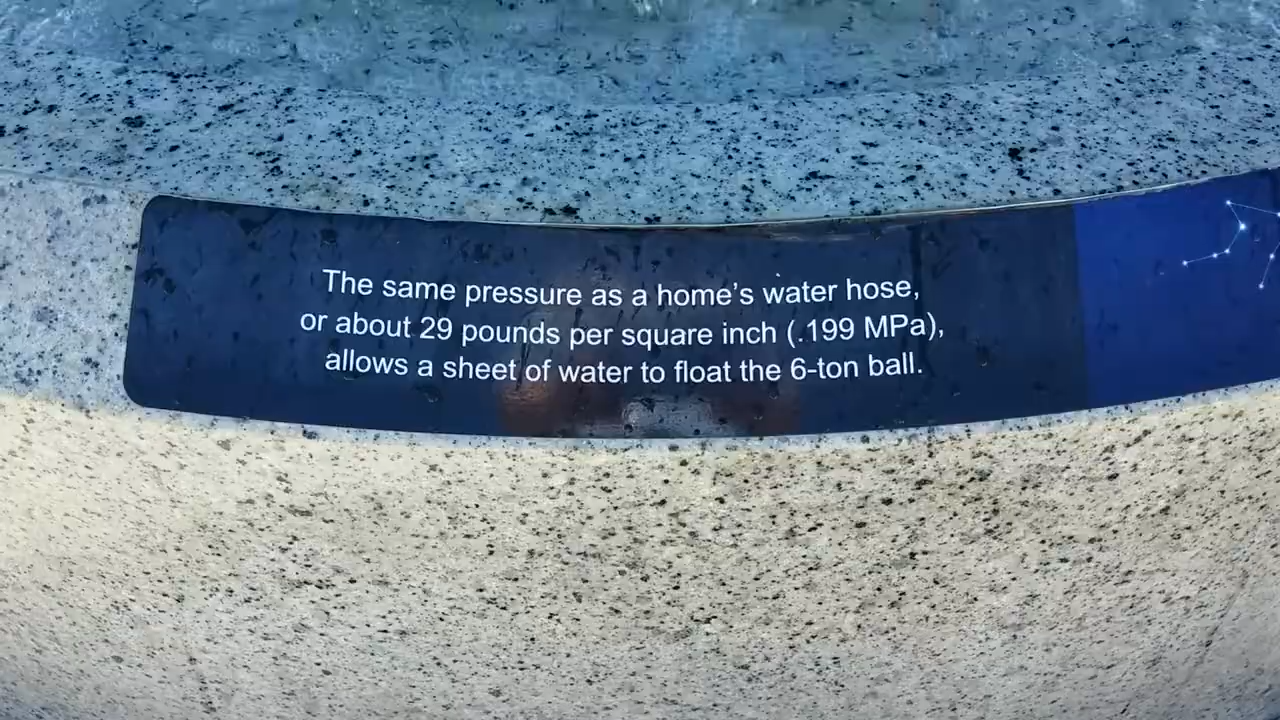 The same pressure as a home’s water hose,
or about 29 pounds per square inch (.199 MPa),
allows a sheet of water to float the 6-ton ball.